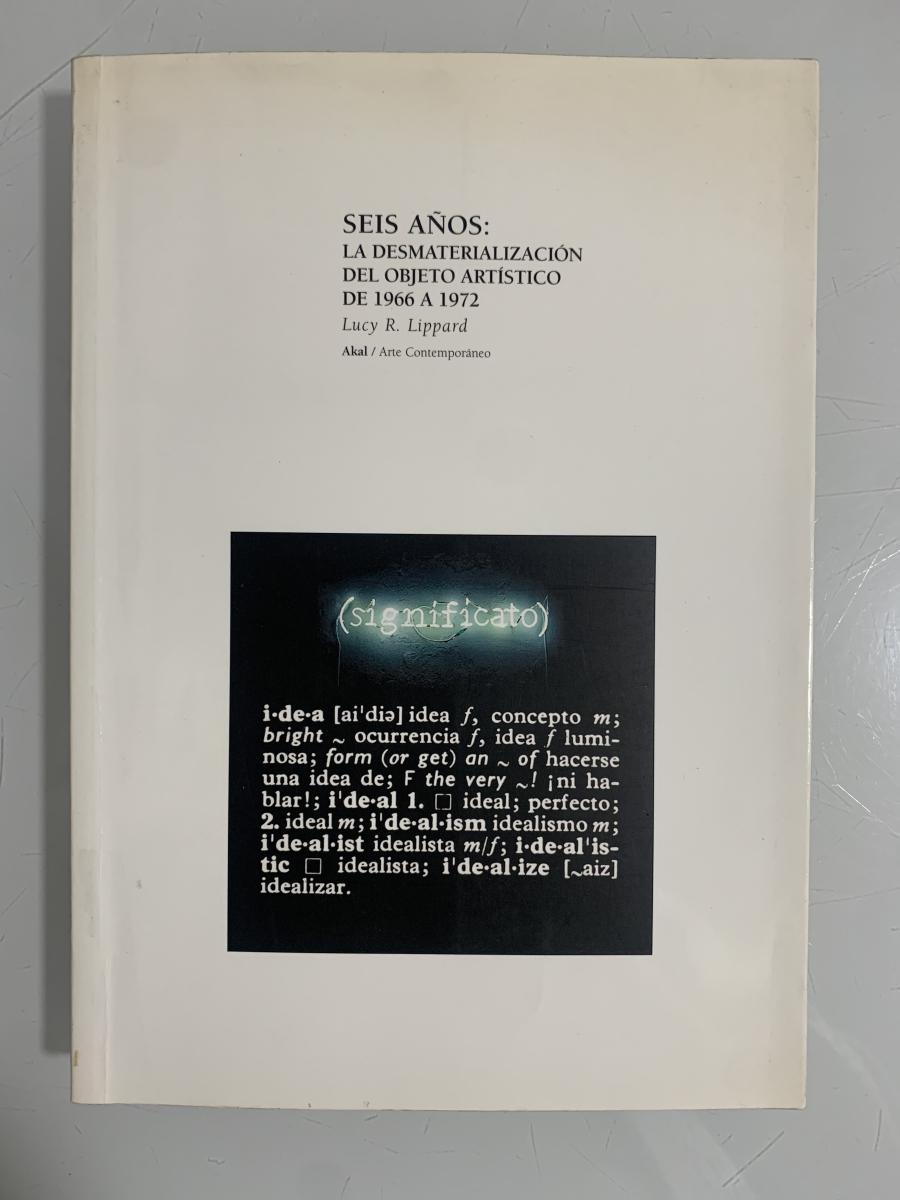 SEIS AÑOS:
LA DESMATERIALIZACIÓN
DEL OBJETO ARTÍSTICO
DE 1966 A 1972
Lucy R. Lippard
Akal / Arte Contemporáneo
(significato)
i·de·a [ai'diə] idea f, concepto m;
bright ~ ocurrencia f, idea f lumi-
nosa; form (or get) an ~ of hacerse
una idea de; F the very ~! ¡ni ha-
blar!; i'de·al 1. □ ideal; perfecto;
2. ideal m; i'de·al·ism idealismo m;
i'de·al·ist idealista m/f; i·de·al'is-
tic □ idealista; i'de·al·ize [~aiz]
idealizar.